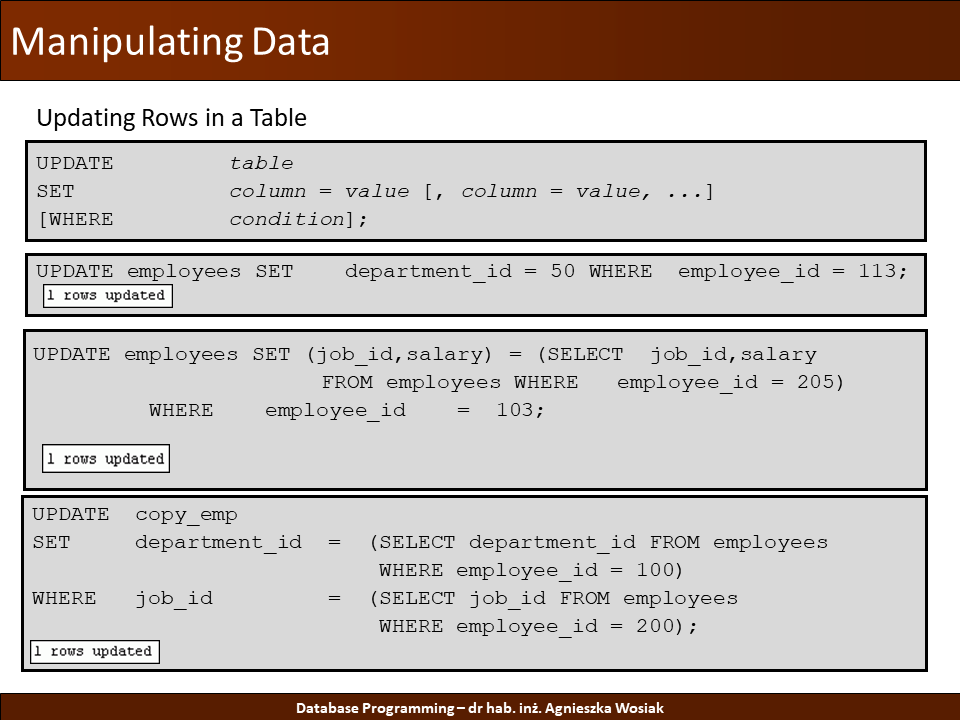 Manipulating Data
Updating Rows in a Table
UPDATE table
SET column = value [, column = value, ...]
[WHERE condition];
UPDATE employees SET department_id = 50 WHERE employee_id = 113;
1 rows updated
UPDATE employees SET (job_id,salary) = (SELECT job_id,salary
FROM employees WHERE employee_id = 205)
WHERE employee_id = 103;
1 rows updated
UPDATE copy_emp
SET department_id = (SELECT department_id FROM employees
WHERE employee_id = 100)
WHERE job_id = (SELECT job_id FROM employees
WHERE employee_id = 200);
1 rows updated
Database Programming – dr hab. inż. Agnieszka Wosiak